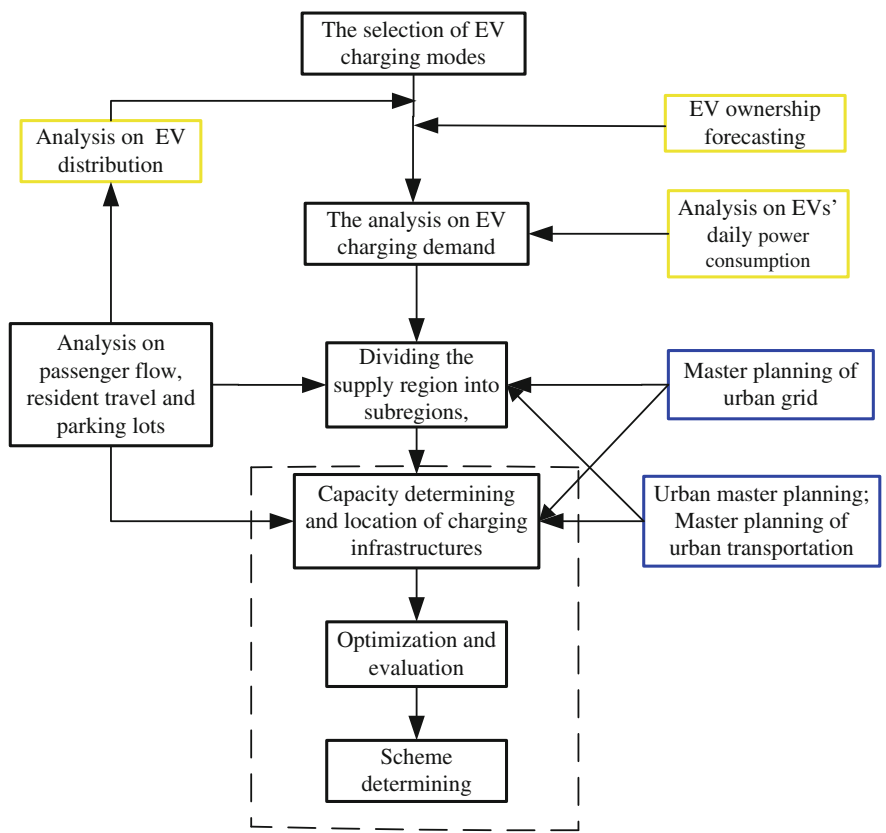 The selection of EV
charging modes
Analysis on EV
distribution
EV ownership
forecasting
The analysis on EV
charging demand
Analysis on EVs’
daily power
consumption
Analysis on
passenger flow,
resident travel and
parking lots
Dividing the
supply region into
subregions,
Master planning of
urban grid
Capacity determining
and location of charging
infrastructures
Urban master planning;
Master planning of
urban transportation
Optimization and
evaluation
Scheme
determining